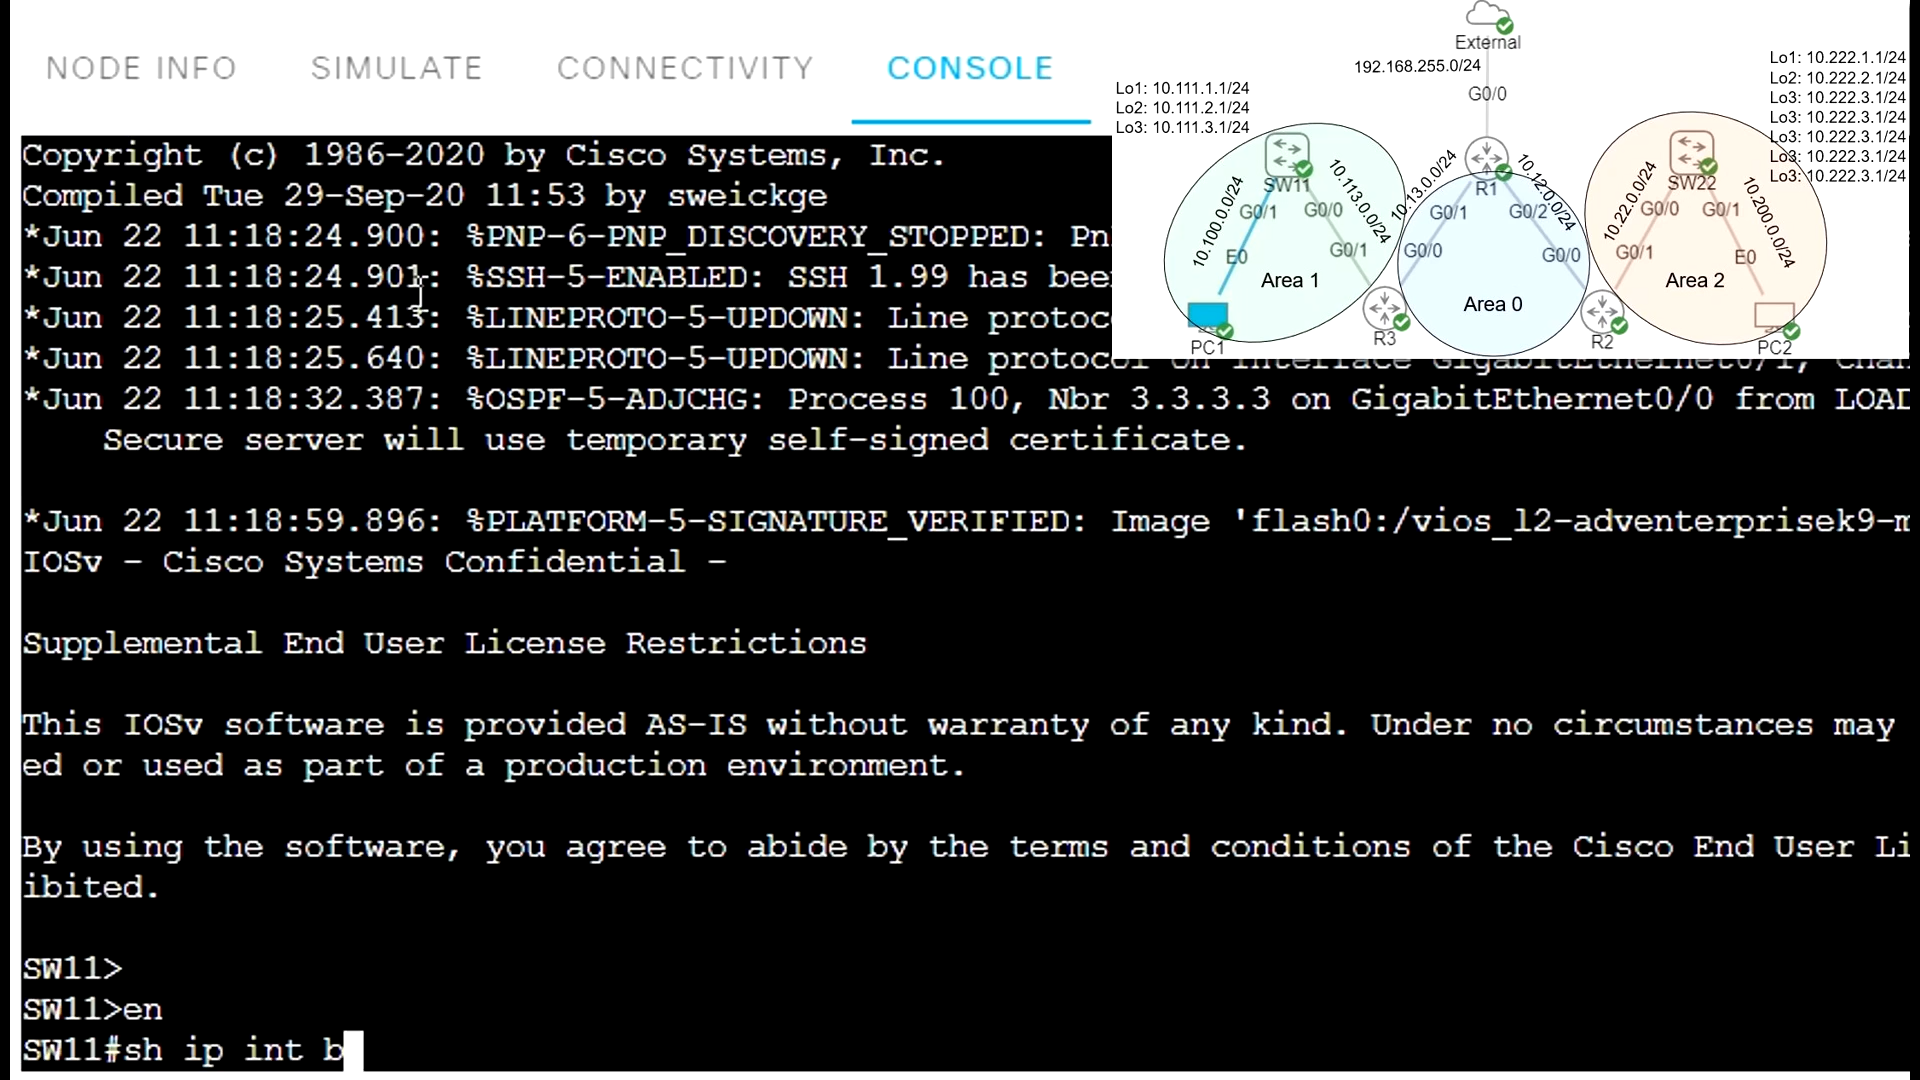 NODE INFO SIMULATE CONNECTIVITY CONSOLE
Copyright (c) 1986-2020 by Cisco Systems, Inc.
Compiled Tue 29-Sep-20 11:53 by sweickge
*Jun 22 11:18:24.900: %PNP-6-PNP_DISCOVERY_STOPPED: Pn
*Jun 22 11:18:24.901: %SSH-5-ENABLED: SSH 1.99 has bee
*Jun 22 11:18:25.413: %LINEPROTO-5-UPDOWN: Line protoc
*Jun 22 11:18:25.640: %LINEPROTO-5-UPDOWN: Line protocol on Interface GigabitEthernet0/1, chan
*Jun 22 11:18:32.387: %OSPF-5-ADJCHG: Process 100, Nbr 3.3.3.3 on GigabitEthernet0/0 from LOAD
Secure server will use temporary self-signed certificate.
*Jun 22 11:18:59.896: %PLATFORM-5-SIGNATURE_VERIFIED: Image 'flash0:/vios_l2-adventerprisek9-m
IOSv - Cisco Systems Confidential -
Supplemental End User License Restrictions
This IOSv software is provided AS-IS without warranty of any kind. Under no circumstances may
ed or used as part of a production environment.
By using the software, you agree to abide by the terms and conditions of the Cisco End User Li
ibited.
SW11>
SW11>en
SW11#sh ip int b
External
192.168.255.0/24
G0/0
Lo1: 10.111.1.1/24
Lo2: 10.111.2.1/24
Lo3: 10.111.3.1/24
Lo1: 10.222.1.1/24
Lo2: 10.222.2.1/24
Lo3: 10.222.3.1/24
Lo3: 10.222.3.1/24
Lo3: 10.222.3.1/24
Lo3: 10.222.3.1/24
Lo3: 10.222.3.1/24
SW11
R1
SW22
10.100.0.0/24
10.113.0.0/24
10.13.0.0/24
10.12.0.0/24
10.22.0.0/24
10.200.0.0/24
G0/1 G0/0 G0/1 G0/2 G0/0 G0/1
E0 G0/1 G0/0 G0/0 G0/1 E0
Area 1
Area 0
Area 2
PC1
R3
R2
PC2